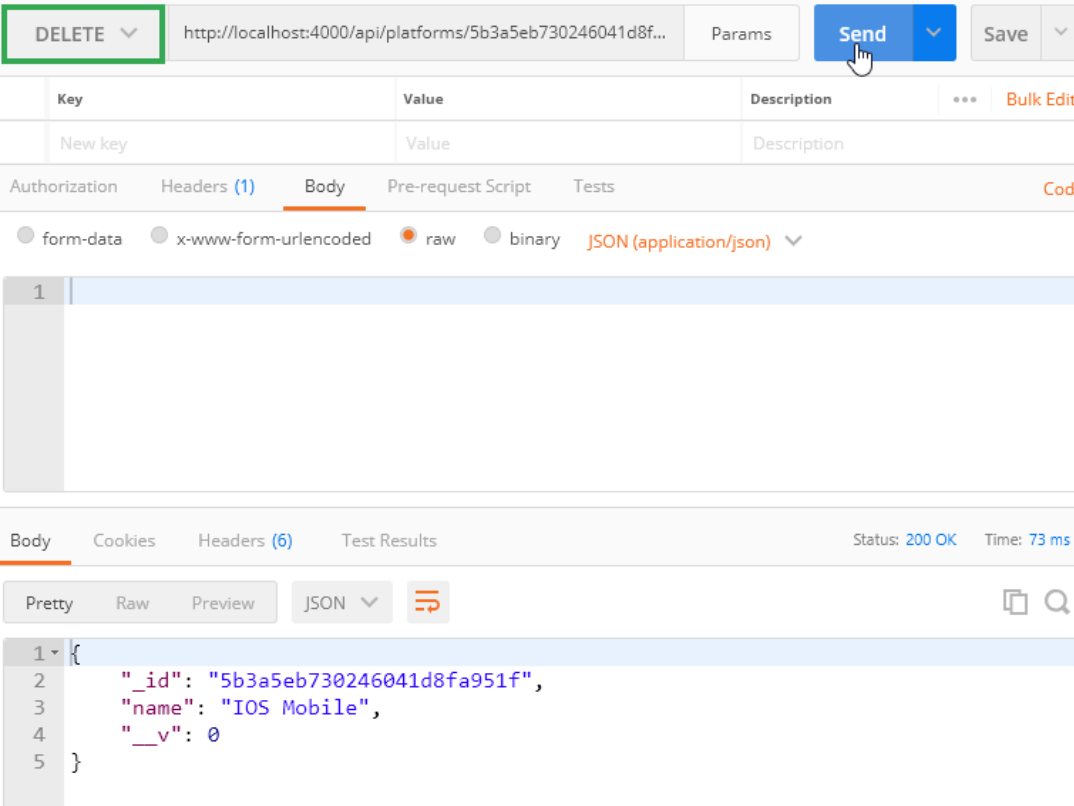 DELETE http://localhost:4000/api/platforms/5b3a5eb730246041d8f... Params Send Save
Key Value Description ••• Bulk Edit
New key Value Description
Authorization Headers (1) Body Pre-request Script Tests Cod
form-data x-www-form-urlencoded raw binary JSON (application/json)
1
Body Cookies Headers (6) Test Results Status: 200 OK Time: 73 ms
Pretty Raw Preview JSON
1 {
2 "_id": "5b3a5eb730246041d8fa951f",
3 "name": "IOS Mobile",
4 "__v": 0
5 }